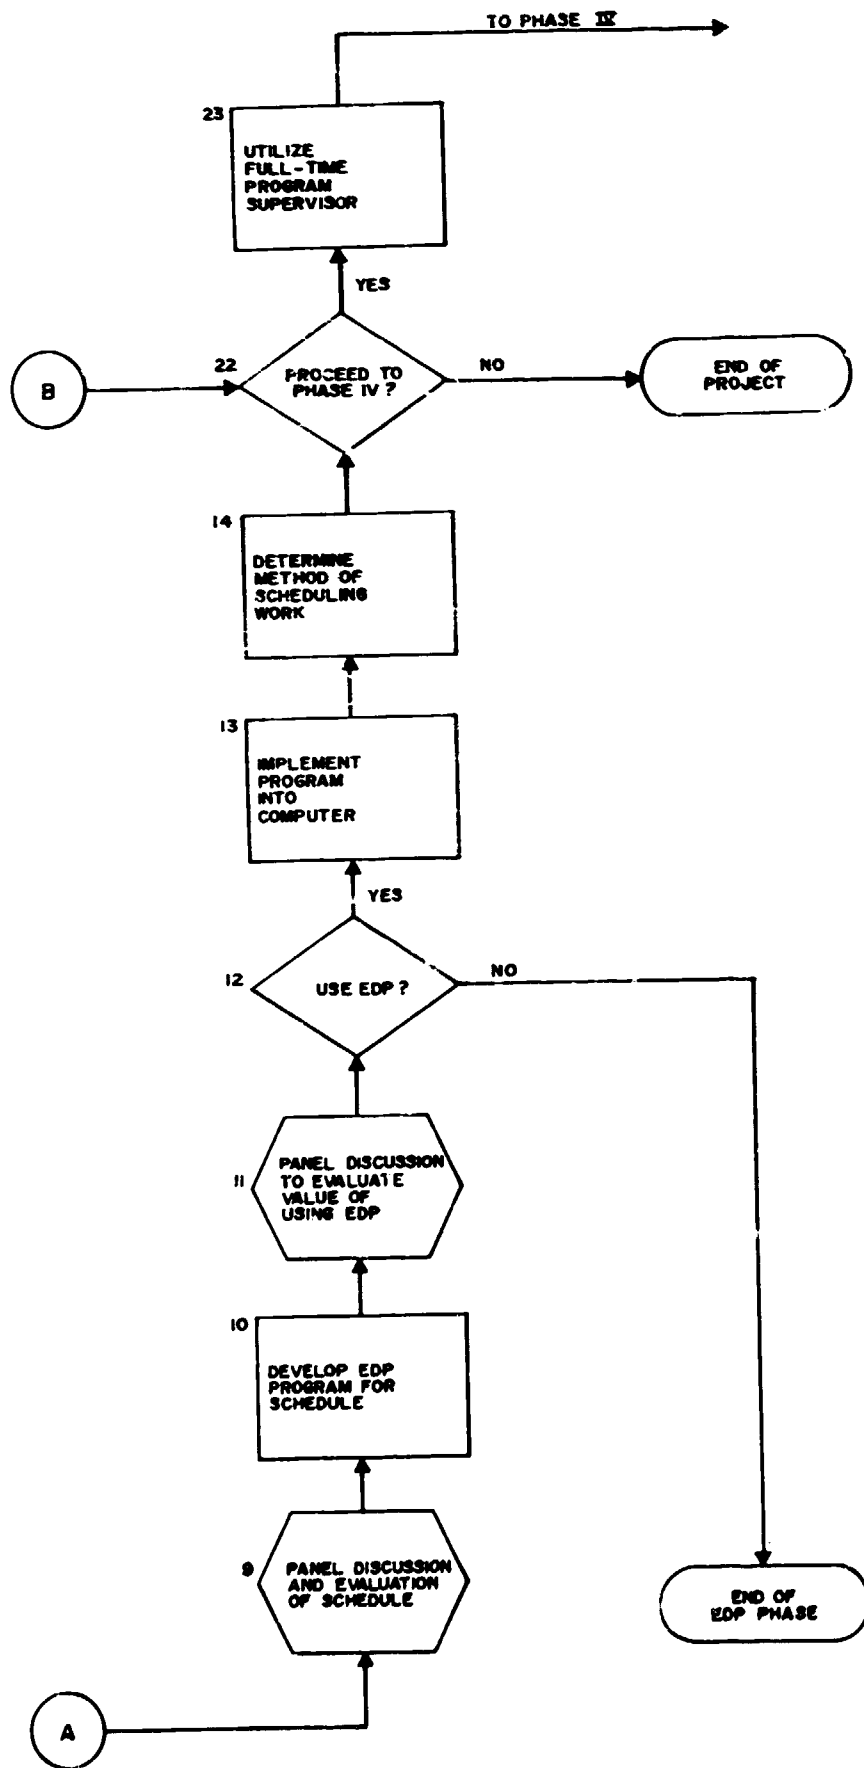 TO PHASE IV
23
UTILIZE
FULL-TIME
PROGRAM
SUPERVISOR
YES
B
22
PROCEED TO
PHASE IV ?
NO
END OF
PROJECT
14
DETERMINE
METHOD OF
SCHEDULING
WORK
13
IMPLEMENT
PROGRAM
INTO
COMPUTER
YES
12
USE EDP ?
NO
11
PANEL DISCUSSION
TO EVALUATE
VALUE OF
USING EDP
10
DEVELOP EDP
PROGRAM FOR
SCHEDULE
9
PANEL DISCUSSION
AND EVALUATION
OF SCHEDULE
END OF
EDP PHASE
A